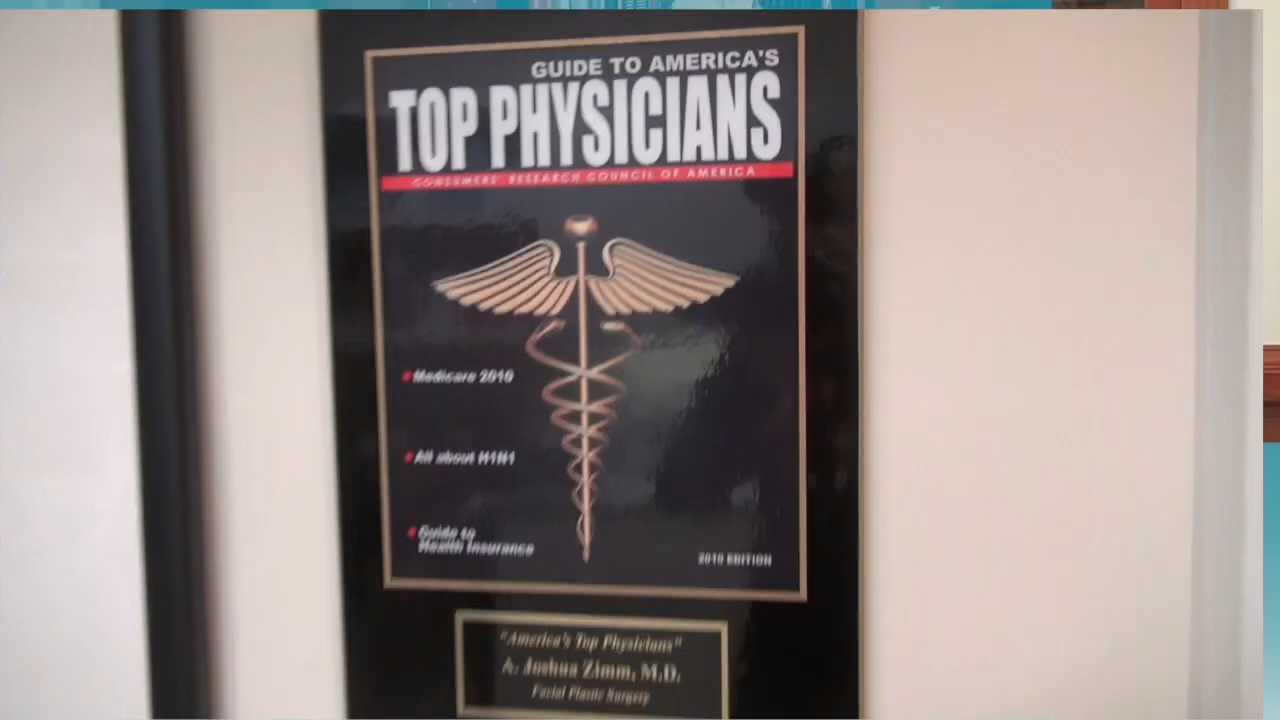 GUIDE TO AMERICA'S
TOP PHYSICIANS
CONSUMERS' RESEARCH COUNCIL OF AMERICA
Medicare 2010
All about H1N1
Guide to
Health Insurance
2010 EDITION
"America's Top Physicians"
A. Joshua Zimm, M.D.
Facial Plastic Surgery